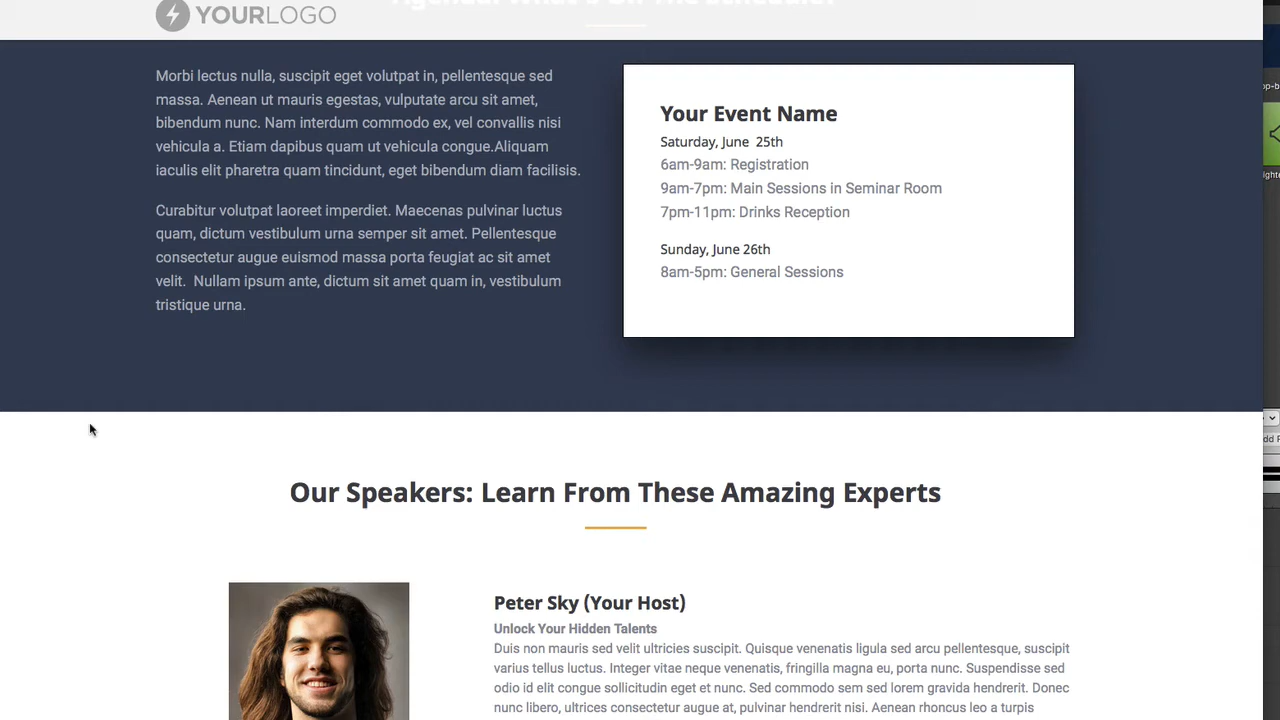 Agenda: What's On The Schedule?
YOURLOGO
Morbi lectus nulla, suscipit eget volutpat in, pellentesque sed
massa. Aenean ut mauris egestas, vulputate arcu sit amet,
bibendum nunc. Nam interdum commodo ex, vel convallis nisi
vehicula a. Etiam dapibus quam ut vehicula congue.Aliquam
iaculis elit pharetra quam tincidunt, eget bibendum diam facilisis.
Curabitur volutpat laoreet imperdiet. Maecenas pulvinar luctus
quam, dictum vestibulum urna semper sit amet. Pellentesque
consectetur augue euismod massa porta feugiat ac sit amet
velit.  Nullam ipsum ante, dictum sit amet quam in, vestibulum
tristique urna.
Your Event Name
Saturday, June  25th
6am-9am: Registration
9am-7pm: Main Sessions in Seminar Room
7pm-11pm: Drinks Reception
Sunday, June 26th
8am-5pm: General Sessions
Our Speakers: Learn From These Amazing Experts
Peter Sky (Your Host)
Unlock Your Hidden Talents
Duis non mauris sed velit ultricies suscipit. Quisque venenatis ligula sed arcu pellentesque, suscipit
varius tellus luctus. Integer vitae neque venenatis, fringilla magna eu, porta nunc. Suspendisse sed
odio id elit congue sollicitudin eget et nunc. Sed commodo sem sed lorem gravida hendrerit. Donec
nunc libero, ultrices consectetur augue at, pulvinar hendrerit nisi. Aenean rhoncus leo a turpis